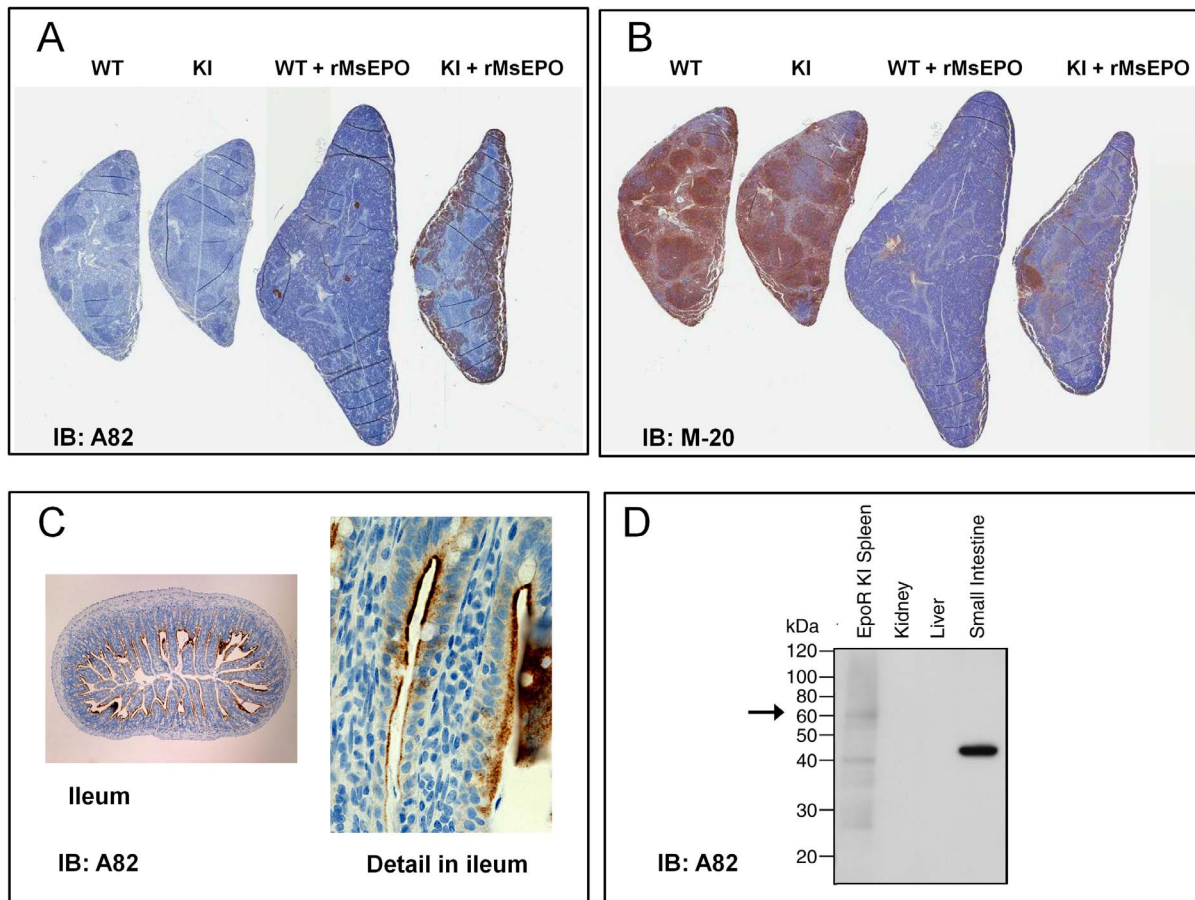 A
WT KI WT + rMsEPO KI + rMsEPO
IB: A82
B
WT KI WT + rMsEPO KI + rMsEPO
IB: M-20
C
Ileum
IB: A82
Detail in ileum
D
EpoR KI Spleen
Kidney
Liver
Small Intestine
kDa
120
100
80
60
50
40
30
20
IB: A82